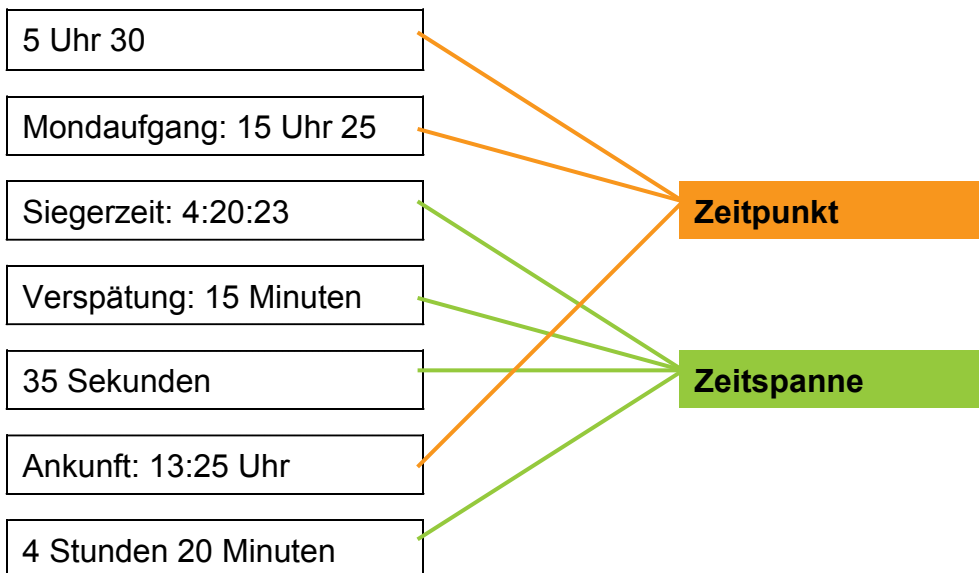 5 Uhr 30
Mondaufgang: 15 Uhr 25
Siegerzeit: 4:20:23
Verspätung: 15 Minuten
35 Sekunden
Ankunft: 13:25 Uhr
4 Stunden 20 Minuten
Zeitpunkt
Zeitspanne